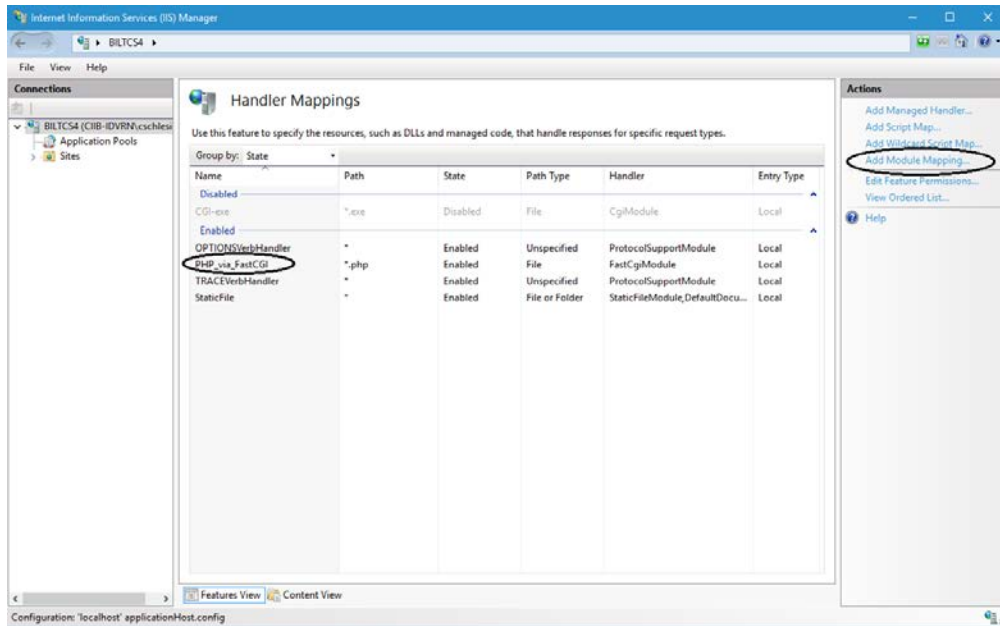 Internet Information Services (IIS) Manager
BILTCS4
File View Help
Connections
BILTCS4 (CIIB-IDVRN\cschlesi
Application Pools
Sites
Handler Mappings
Use this feature to specify the resources, such as DLLs and managed code, that handle responses for specific request types.
Group by: State
Name Path State Path Type Handler Entry Type
Disabled
CGI-exe *.exe Disabled File CgiModule Local
Enabled
OPTIONSVerbHandler * Enabled Unspecified ProtocolSupportModule Local
PHP_via_FastCGI *.php Enabled File FastCgiModule Local
TRACEVerbHandler * Enabled Unspecified ProtocolSupportModule Local
StaticFile * Enabled File or Folder StaticFileModule,DefaultDocu... Local
Features View Content View
Actions
Add Managed Handler...
Add Script Map...
Add Wildcard Script Map...
Add Module Mapping...
Edit Feature Permissions...
View Ordered List...
Help
Configuration: 'localhost' applicationHost.config